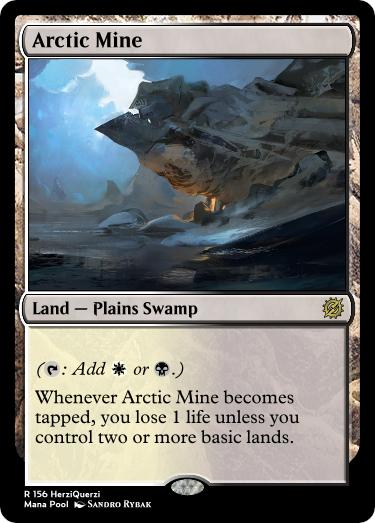 Arctic Mine
Land — Plains Swamp
(: Add or .)
Whenever Arctic Mine becomes
tapped, you lose 1 life unless you
control two or more basic lands.
R 156 HerziQuerzi
Mana Pool Sandro Rybak